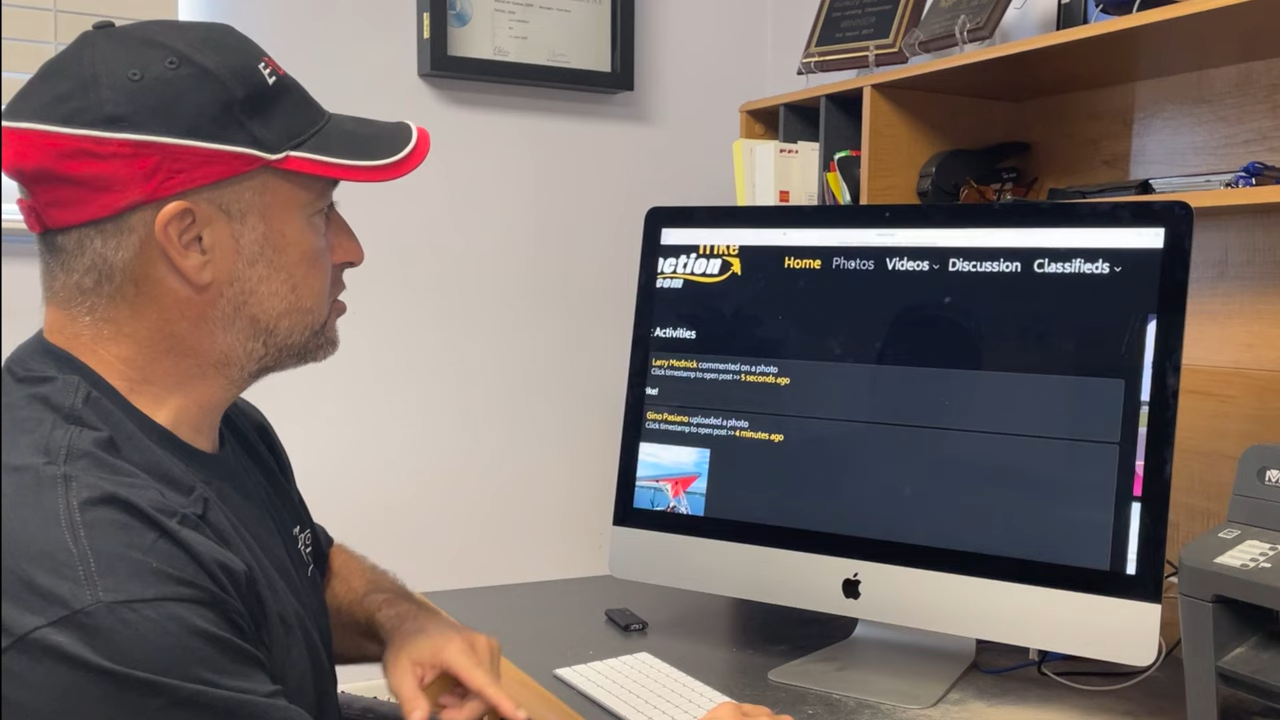 Trike
action
.com
Home Photos Videos Discussion Classifieds
: Activities
Larry Mednick commented on a photo
Click timestamp to open post >> 5 seconds ago
ike!
Gino Pasiano uploaded a photo
Click timestamp to open post >> 4 minutes ago